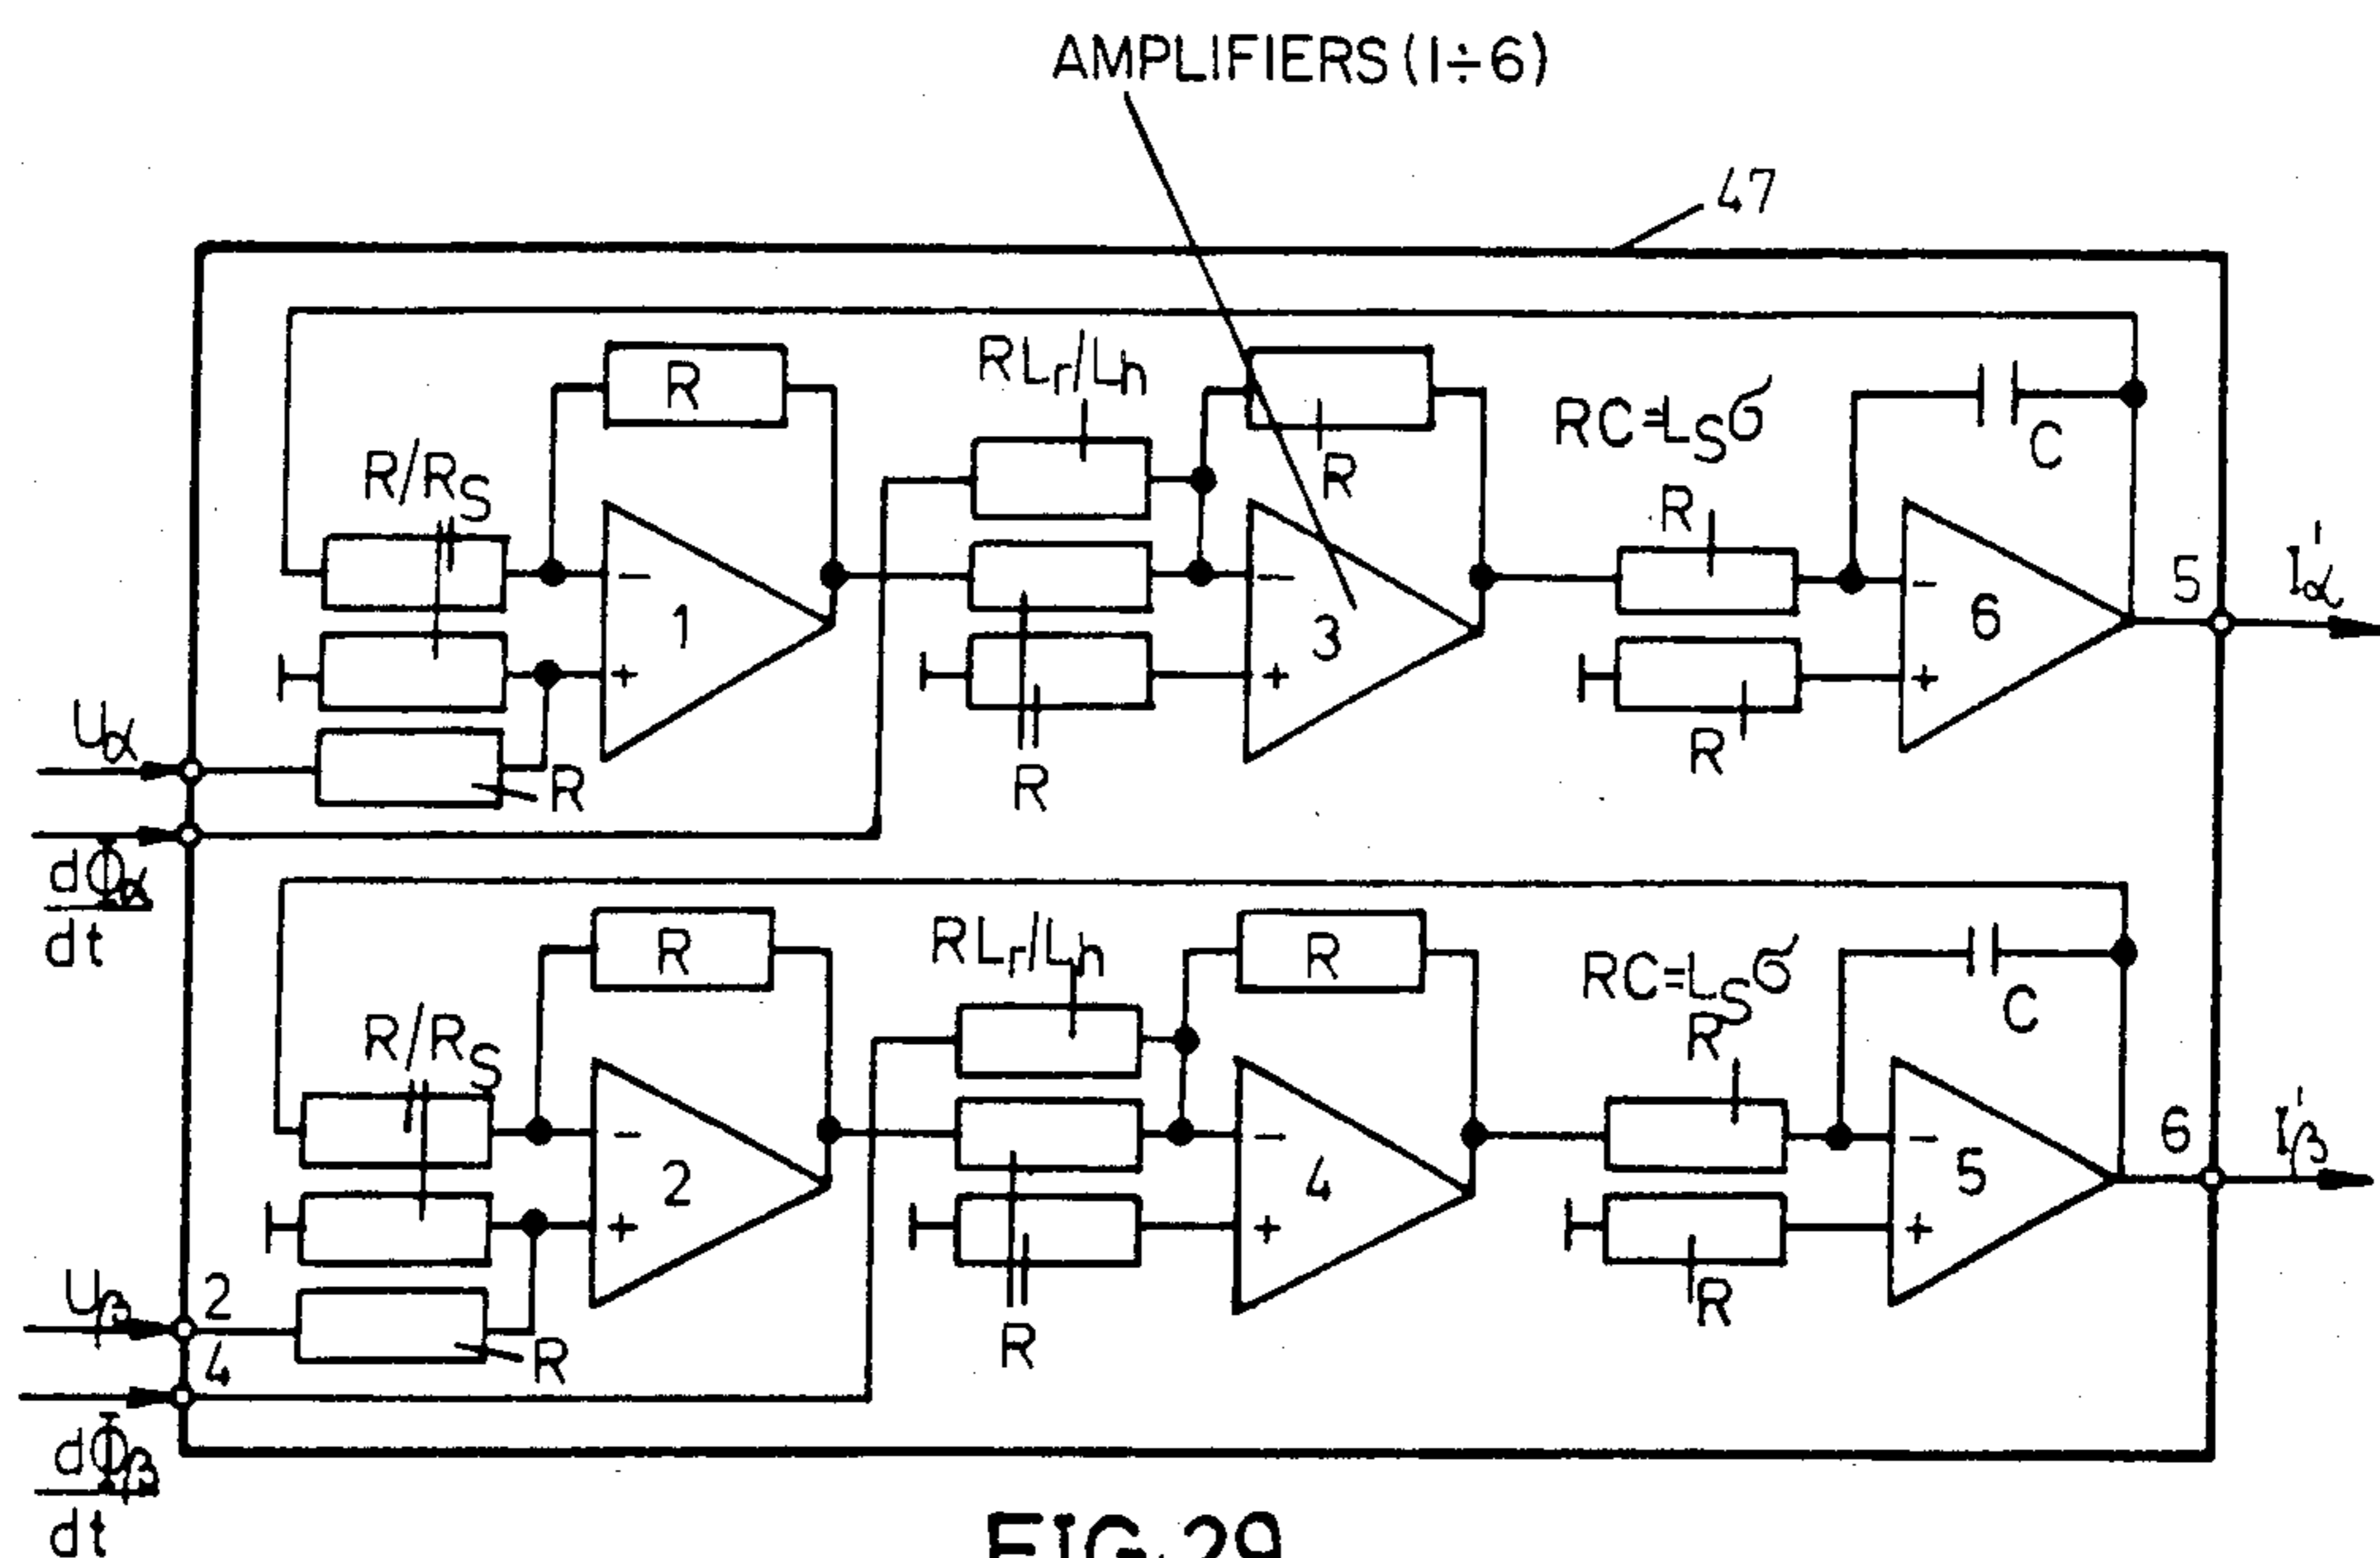 AMPLIFIERS (1÷6)
47
R
RLr/Lh
R/RS
R
RC=LSσ
C
R
- - -
1 3 6
5
I'α
+ + +
Uα
R
R
R
dΦα
dt
R
RLr/Lh
R
RC=LSσ
R/RS
R
C
- - -
2 4 5
6
I'β
+ + +
Uβ
2
R
R
R
4
dΦβ
dt
FIG. 29